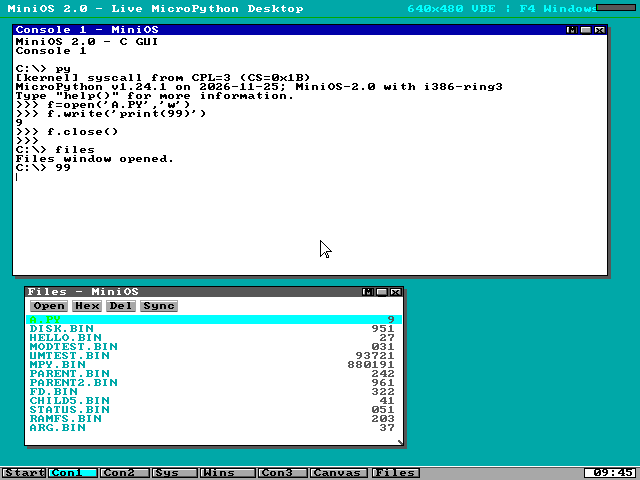 MiniOS 2.0 - Live MicroPython Desktop
640x480 VBE | F4 Windows
Console 1 - MiniOS
MiniOS 2.0 - C GUI
Console 1
C:\> py
[kernel] syscall from CPL=3 (CS=0x1B)
MicroPython v1.24.1 on 2026-11-25; MiniOS-2.0 with i386-ring3
Type "help()" for more information.
>>> f=open('A.PY','w')
>>> f.write('print(99)')
9
>>> f.close()
>>>
C:\> files
Files window opened.
C:\> 99
Files - MiniOS
Open Hex Del Sync
A.PY 9
DISK.BIN 951
HELLO.BIN 27
MODTEST.BIN 031
UMTEST.BIN 93721
MPY.BIN 880191
PARENT.BIN 242
PARENT2.BIN 961
FD.BIN 322
CHILD5.BIN 41
STATUS.BIN 051
RAMFS.BIN 203
ARG.BIN 37
Start Con1 Con2 Sys Wins Con3 Canvas Files 09:45